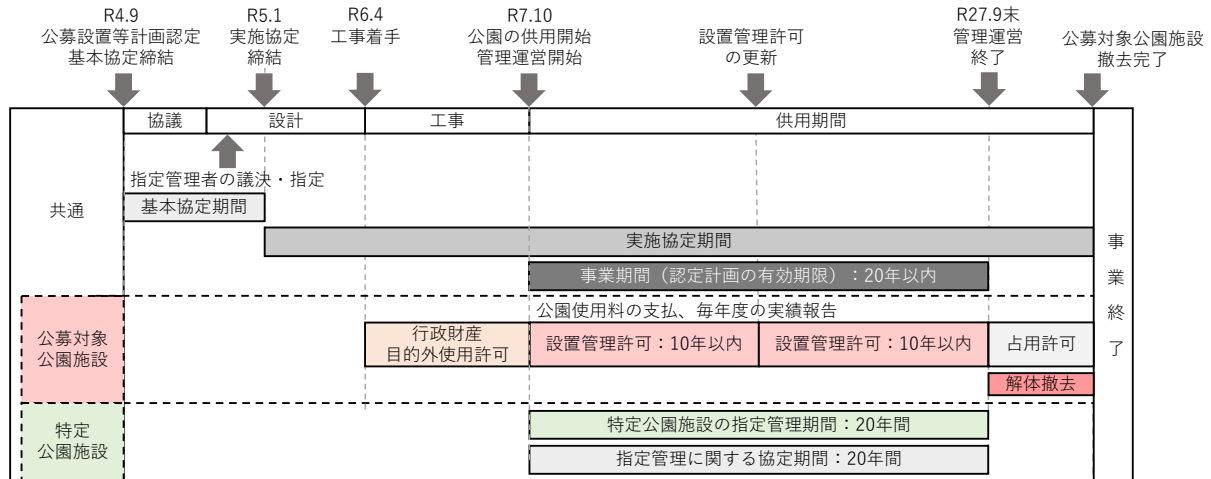 R4.9
公募設置等計画認定
基本協定締結
R5.1
実施協定
締結
R6.4
工事着手
R7.10
公園の供用開始
管理運営開始
設置管理許可
の更新
R27.9末
管理運営
終了
公募対象公園施設
撤去完了
協議
設計
工事
供用期間
指定管理者の議決・指定
共通
基本協定期間
実施協定期間
事業期間（認定計画の有効期限）：20年以内
事業終了
公園使用料の支払、毎年度の実績報告
公募対象
公園施設
行政財産
目的外使用許可
設置管理許可：10年以内
設置管理許可：10年以内
占用許可
解体撤去
特定
公園施設
特定公園施設の指定管理期間：20年間
指定管理に関する協定期間：20年間